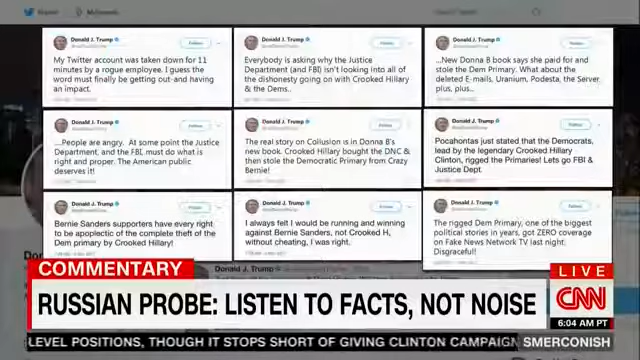 Donald J. Trump
Follow
My Twitter account was taken down for 11
minutes by a rogue employee. I guess the
word must finally be getting out-and having
an impact.
Donald J. Trump
Follow
Everybody is asking why the
Justice Department (and FBI) isn't looking into all of
the dishonesty going on with Crooked Hillary
& the Dems..
Donald J. Trump
Follow
...New Donna B book says she paid for and
stole the Dem Primary. What about the
deleted E-mails, Uranium, Podesta, the Server,
plus, plus...
Donald J. Trump
Follow
....People are angry. At some point the Justice
Department, and the FBI, must do what is
right and proper. The American public
deserves it!
Donald J. Trump
Follow
The real story on Collusion is in Donna B's
new book. Crooked Hillary bought the DNC &
then stole the Democratic Primary from Crazy
Bernie!
Donald J. Trump
Follow
Pocahontas just stated that the Democrats,
lead by the legendary Crooked Hillary
Clinton, rigged the Primaries! Lets go FBI &
Justice Dept.
Donald J. Trump
Follow
Bernie Sanders supporters have every right
to be apoplectic of the complete theft of the
Dem primary by Crooked Hillary!
Donald J. Trump
Follow
I always felt I would be running and winning
against Bernie Sanders, not Crooked H,
without cheating, I was right.
Donald J. Trump
Follow
The rigged Dem Primary, one of the biggest
political stories in years, got ZERO coverage
on Fake News Network TV last night.
Disgraceful!
Donald J. Trump
COMMENTARY
LIVE
RUSSIAN PROBE: LISTEN TO FACTS, NOT NOISE
CNN
6:04 AM PT
LEVEL POSITIONS, THOUGH IT STOPS SHORT OF GIVING CLINTON CAMPAIGN
SMERCONISH